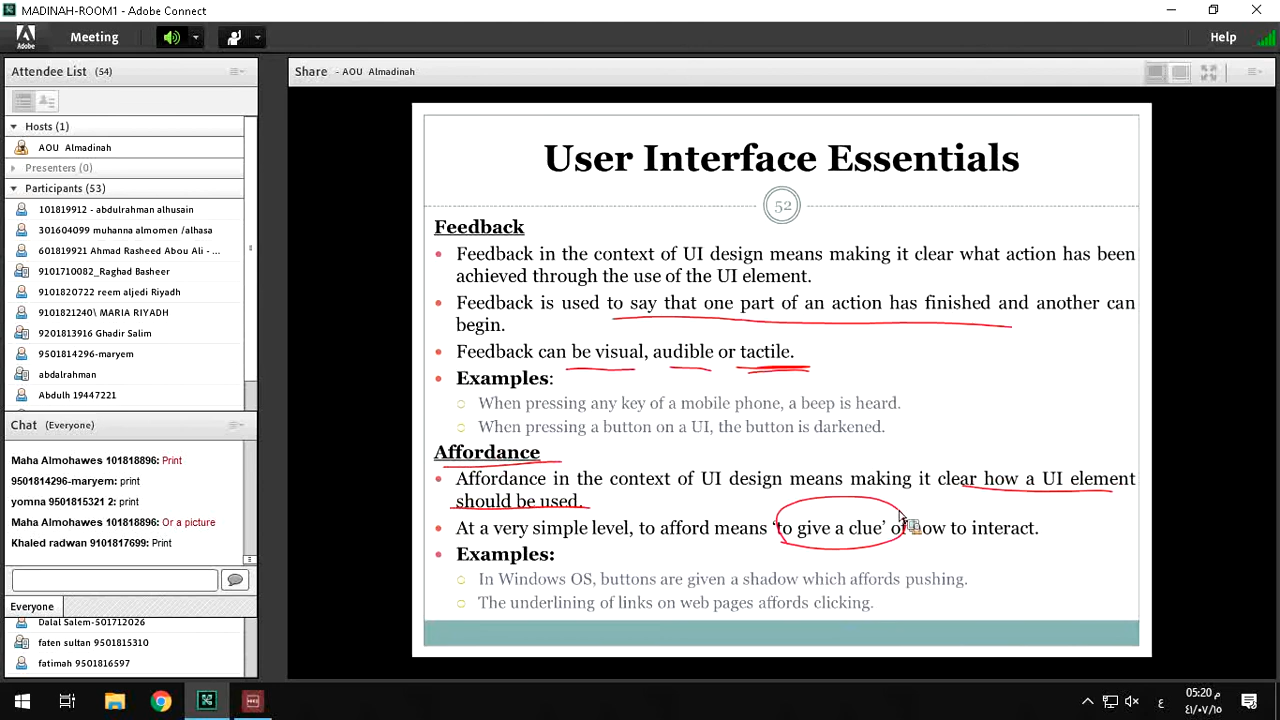 MADINAH-ROOM1 - Adobe Connect
Adobe
Meeting
Help
Attendee List (54)
Hosts (1)
AOU Almadinah
Presenters (0)
Participants (53)
101819912 - abdulrahman alhusain
301604099 muhanna almomen /alhasa
601819921 Ahmad Rasheed Abou Ali - ...
9101710082_Raghad Basheer
9101820722 reem aljedi Riyadh
9101821240\ MARIA RIYADH
9201813416 Ghadir Salim
9501814296-maryem
abdalrahman
Abdulh 19447221
Chat (Everyone)
Maha Almohawes 101818896: Print
9501814296-maryem: print
yomna 9501815321 2: print
Maha Almohawes 101818896: Or a picture
Khaled radwan 9101817699: Print
Everyone
Dalal Salem-501712026
faten sultan 9501815310
fatimah 9501816597
Share - AOU Almadinah
User Interface Essentials
52
Feedback
• Feedback in the context of UI design means making it clear what action has been
achieved through the use of the UI element.
• Feedback is used to say that one part of an action has finished and another can
begin.
• Feedback can be visual, audible or tactile.
• Examples:
When pressing any key of a mobile phone, a beep is heard.
When pressing a button on a UI, the button is darkened.
Affordance
• Affordance in the context of UI design means making it clear how a UI element
should be used.
• At a very simple level, to afford means ‘to give a clue’ of how to interact.
• Examples:
In Windows OS, buttons are given a shadow which affords pushing.
The underlining of links on web pages affords clicking.
ع
05:20 م
٤١/٠٧/١٥